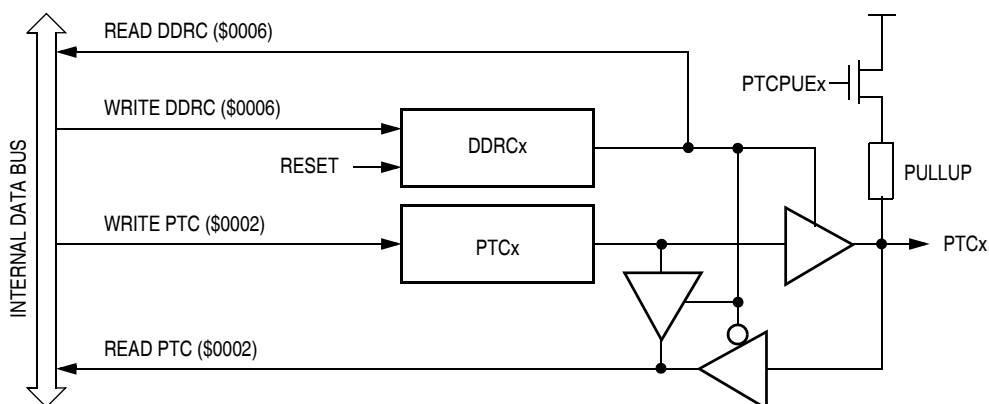 READ DDRC ($0006)
PTCPUEx
WRITE DDRC ($0006)
DDRCx
RESET
PULLUP
WRITE PTC ($0002)
PTCx
PTCx
INTERNAL DATA BUS
READ PTC ($0002)